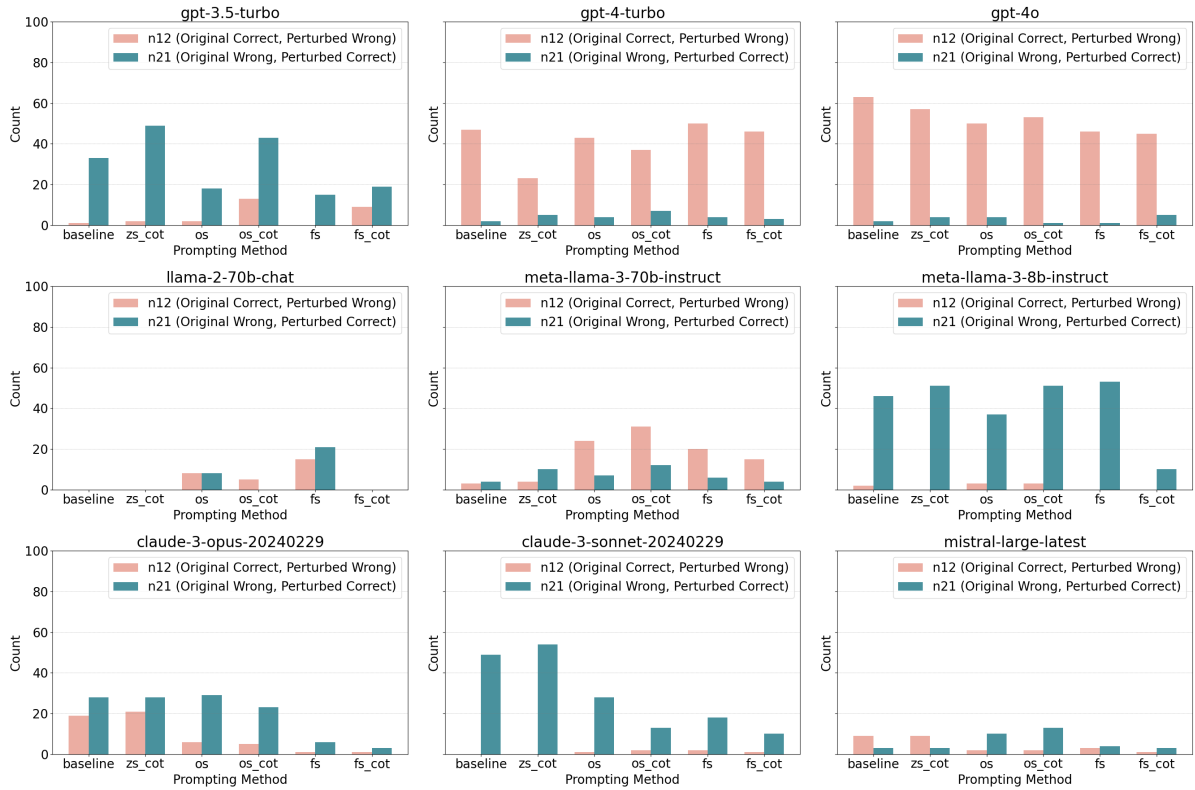 gpt-3.5-turbo
100
80
60
40
20
0
Count
n12 (Original Correct, Perturbed Wrong)
n21 (Original Wrong, Perturbed Correct)
baseline zs_cot os os_cot fs fs_cot
Prompting Method
gpt-4-turbo
Count
n12 (Original Correct, Perturbed Wrong)
n21 (Original Wrong, Perturbed Correct)
baseline zs_cot os os_cot fs fs_cot
Prompting Method
gpt-4o
Count
n12 (Original Correct, Perturbed Wrong)
n21 (Original Wrong, Perturbed Correct)
baseline zs_cot os os_cot fs fs_cot
Prompting Method
llama-2-70b-chat
100
80
60
40
20
0
Count
n12 (Original Correct, Perturbed Wrong)
n21 (Original Wrong, Perturbed Correct)
baseline zs_cot os os_cot fs fs_cot
Prompting Method
meta-llama-3-70b-instruct
Count
n12 (Original Correct, Perturbed Wrong)
n21 (Original Wrong, Perturbed Correct)
baseline zs_cot os os_cot fs fs_cot
Prompting Method
meta-llama-3-8b-instruct
Count
n12 (Original Correct, Perturbed Wrong)
n21 (Original Wrong, Perturbed Correct)
baseline zs_cot os os_cot fs fs_cot
Prompting Method
claude-3-opus-20240229
100
80
60
40
20
0
Count
n12 (Original Correct, Perturbed Wrong)
n21 (Original Wrong, Perturbed Correct)
baseline zs_cot os os_cot fs fs_cot
Prompting Method
claude-3-sonnet-20240229
Count
n12 (Original Correct, Perturbed Wrong)
n21 (Original Wrong, Perturbed Correct)
baseline zs_cot os os_cot fs fs_cot
Prompting Method
mistral-large-latest
Count
n12 (Original Correct, Perturbed Wrong)
n21 (Original Wrong, Perturbed Correct)
baseline zs_cot os os_cot fs fs_cot
Prompting Method